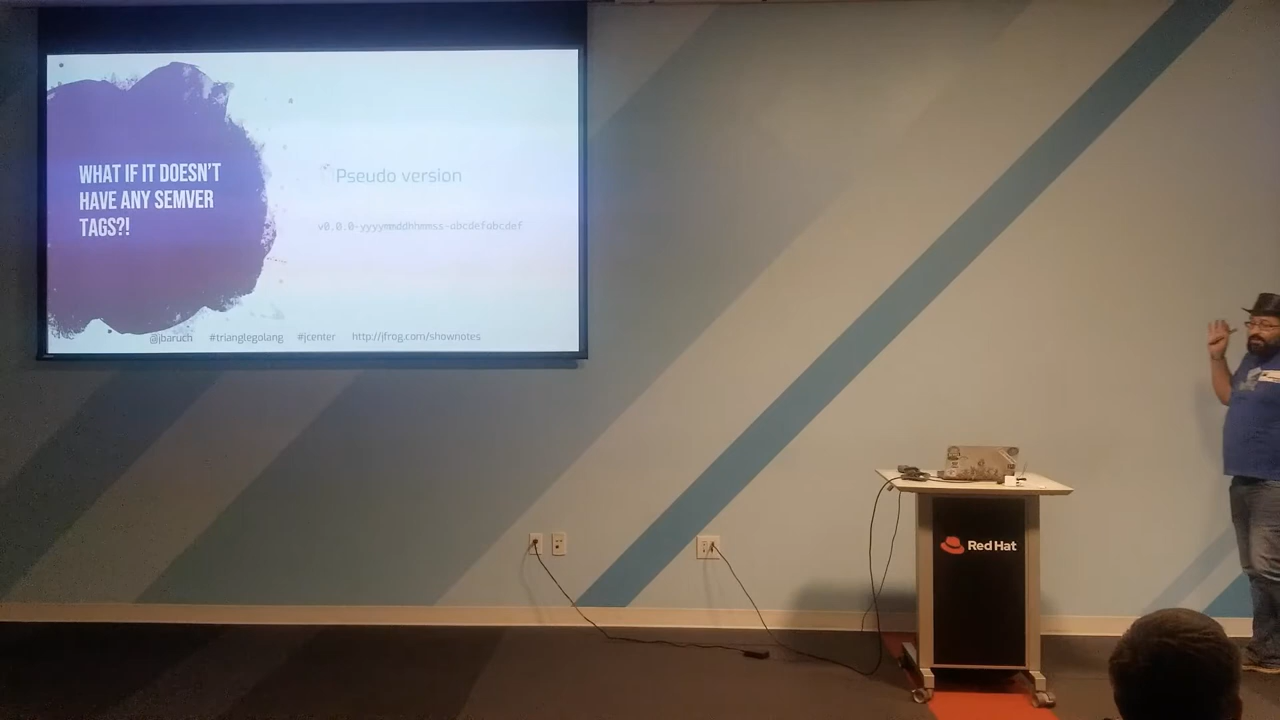 WHAT IF IT DOESN'T
HAVE ANY SEMVER
TAGS?!
Pseudo version
v0.0.0-yyyymmddhhmmss-abcdefabcdef
@jbaruch #trianglegolang #jcenter http://jfrog.com/shownotes
Red Hat